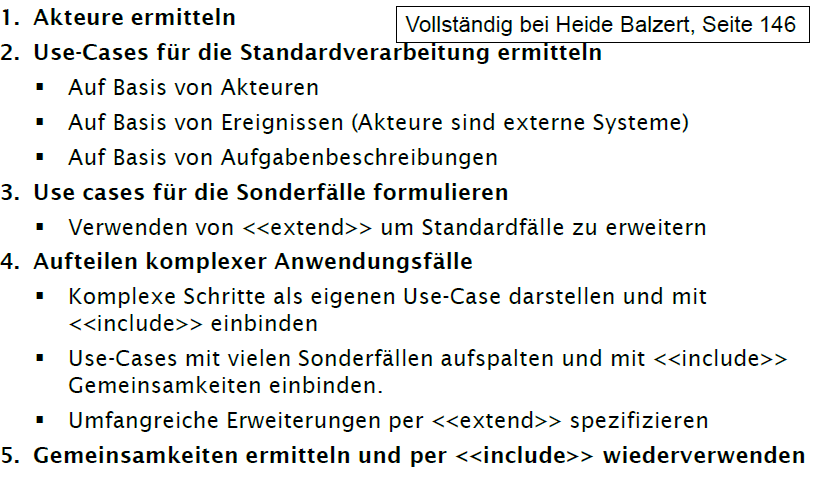 1. Akteure ermitteln
Vollständig bei Heide Balzert, Seite 146
2. Use-Cases für die Standardverarbeitung ermitteln
▪ Auf Basis von Akteuren
▪ Auf Basis von Ereignissen (Akteure sind externe Systeme)
▪ Auf Basis von Aufgabenbeschreibungen
3. Use cases für die Sonderfälle formulieren
▪ Verwenden von <<extend>> um Standardfälle zu erweitern
4. Aufteilen komplexer Anwendungsfälle
▪ Komplexe Schritte als eigenen Use-Case darstellen und mit
<<include>> einbinden
▪ Use-Cases mit vielen Sonderfällen aufspalten und mit <<include>>
Gemeinsamkeiten einbinden.
▪ Umfangreiche Erweiterungen per <<extend>> spezifizieren
5. Gemeinsamkeiten ermitteln und per <<include>> wiederverwenden